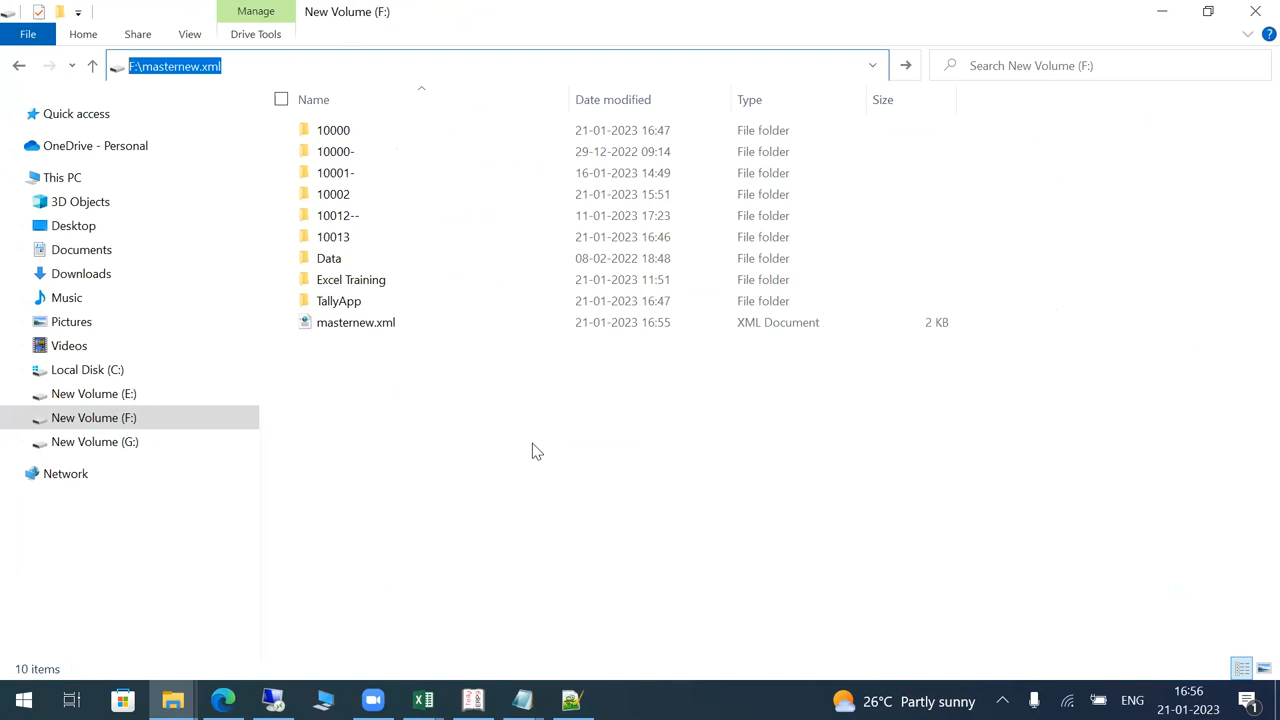 Manage
New Volume (F:)
File
Home
Share
View
Drive Tools
F:\masternew.xml
Search New Volume (F:)
Name
Date modified
Type
Size
Quick access
OneDrive - Personal
This PC
3D Objects
Desktop
Documents
Downloads
Music
Pictures
Videos
Local Disk (C:)
New Volume (E:)
New Volume (F:)
New Volume (G:)
Network
10000 21-01-2023 16:47 File folder
10000- 29-12-2022 09:14 File folder
10001- 16-01-2023 14:49 File folder
10002 21-01-2023 15:51 File folder
10012-- 11-01-2023 17:23 File folder
10013 21-01-2023 16:46 File folder
Data 08-02-2022 18:48 File folder
Excel Training 21-01-2023 11:51 File folder
TallyApp 21-01-2023 16:47 File folder
masternew.xml 21-01-2023 16:55 XML Document 2 KB
10 items
26°C Partly sunny
ENG
16:56
21-01-2023
1